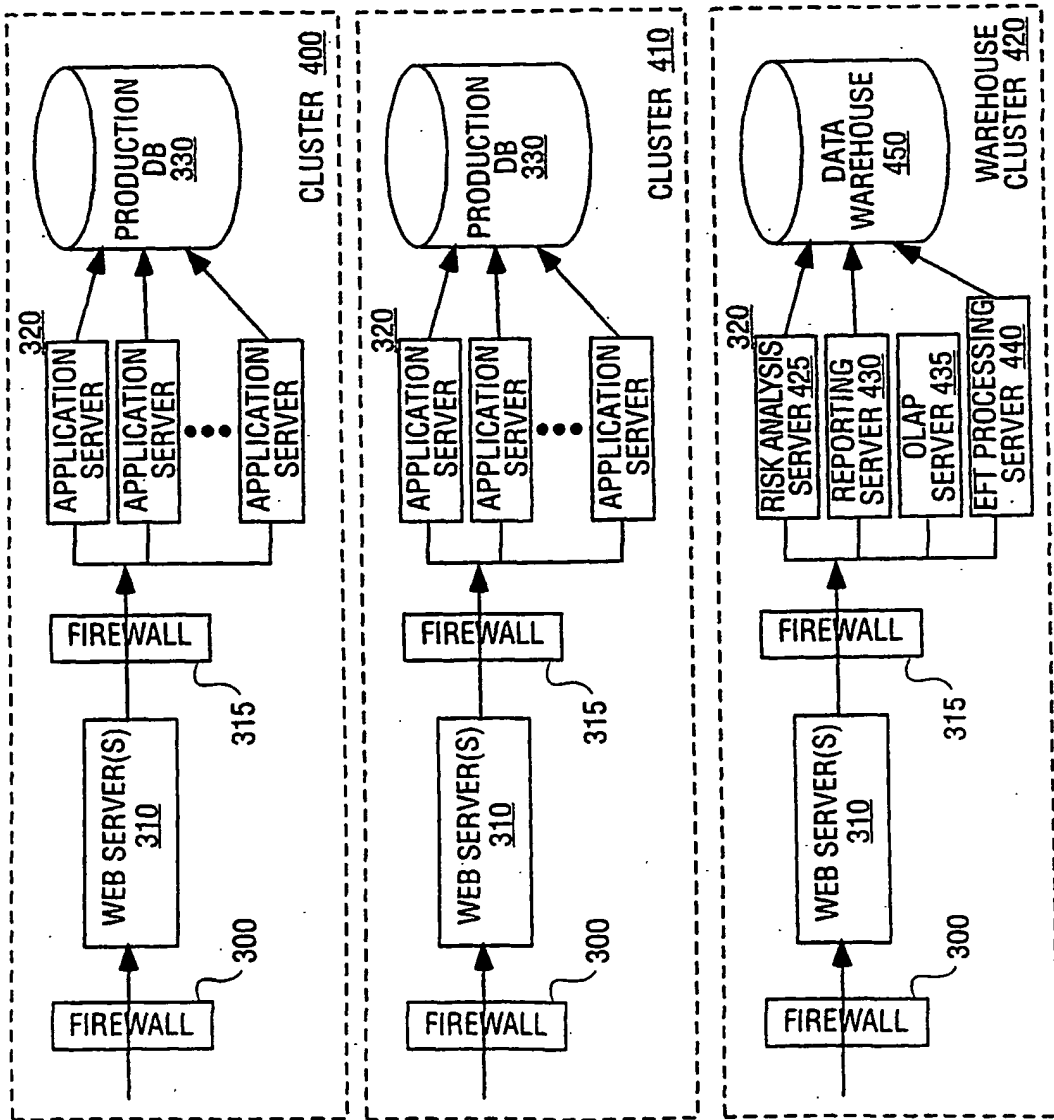 FIREWALL
300
WEB SERVER(S)
310
FIREWALL
315
320
APPLICATION
SERVER
APPLICATION
SERVER
APPLICATION
SERVER
PRODUCTION
DB
330
CLUSTER 400
FIREWALL
300
WEB SERVER(S)
310
FIREWALL
315
320
APPLICATION
SERVER
APPLICATION
SERVER
APPLICATION
SERVER
PRODUCTION
DB
330
CLUSTER 410
FIREWALL
300
WEB SERVER(S)
310
FIREWALL
315
320
RISK ANALYSIS
SERVER 425
REPORTING
SERVER 430
OLAP
SERVER 435
EFT PROCESSING
SERVER 440
DATA
WAREHOUSE
450
WAREHOUSE
CLUSTER 420